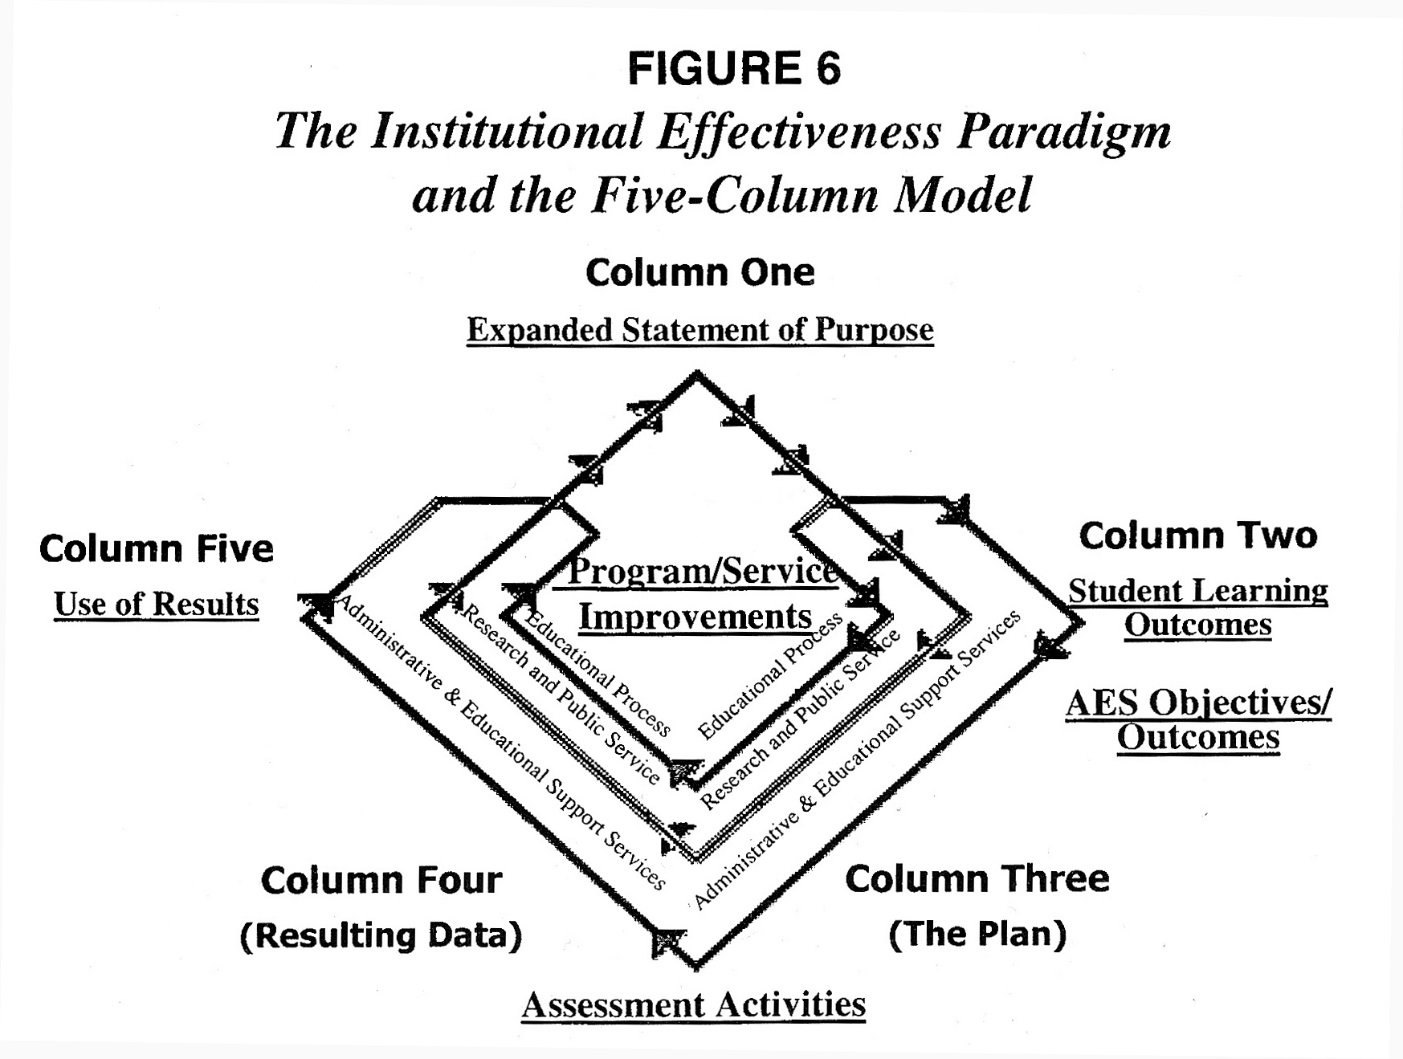 FIGURE 6
The Institutional Effectiveness Paradigm
and the Five-Column Model
Column One
Expanded Statement of Purpose
Column Five
Use of Results
Program/Service
Improvements
Column Two
Student Learning
Outcomes
AES Objectives/
Outcomes
Administrative & Educational Support Services
Research and Public Service
Educational Process
Educational Process
Research and Public Service
Administrative & Educational Support Services
Column Four
(Resulting Data)
Column Three
(The Plan)
Assessment Activities